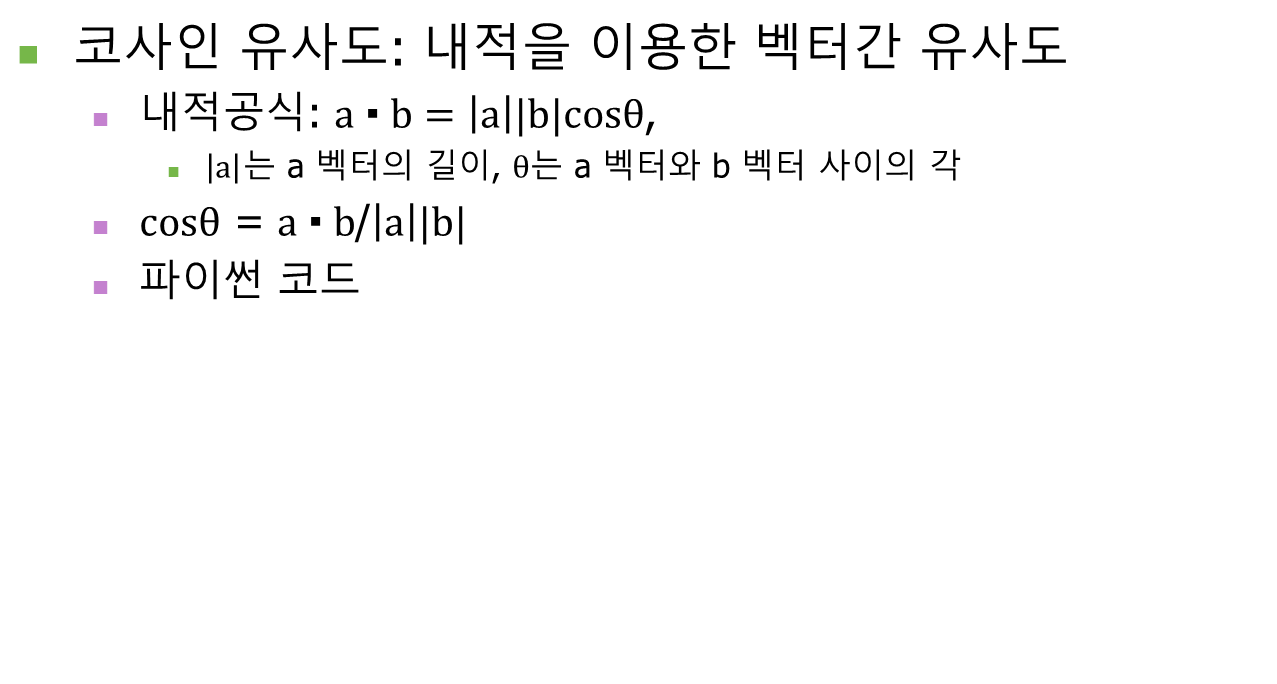 코사인 유사도: 내적을 이용한 벡터간 유사도
내적공식: a ▪ b = |a||b|cosθ,
|a|는 a 벡터의 길이, θ는 a 벡터와 b 벡터 사이의 각
cosθ = a ▪ b/|a||b|
파이썬 코드